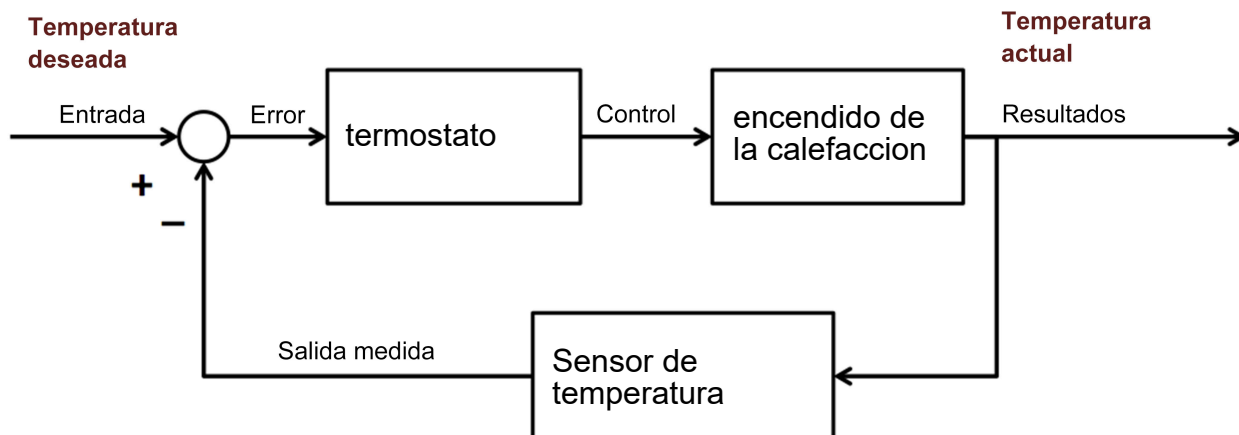 Temperatura
deseada
Temperatura
actual
Entrada
Error
termostato
Control
encendido de
la calefaccion
Resultados
+
−
Salida medida
Sensor de
temperatura